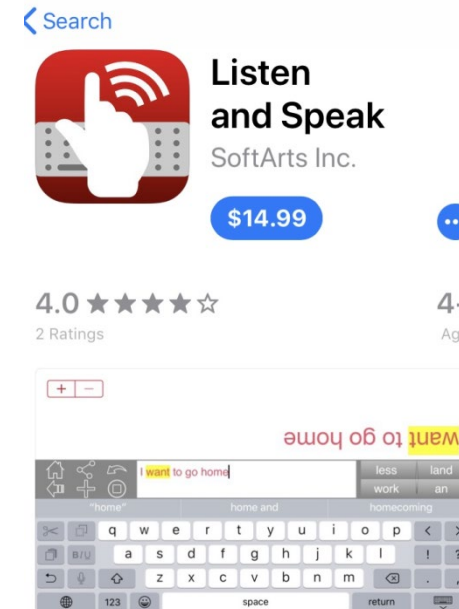 Search
Listen
and Speak
SoftArts Inc.
$14.99
4.0
2 Ratings
want to go home
I want to go home
less land
work an
"home" home and homecoming
q w e r t y u i o p < >
B/U a s d f g h j k l ! ?
z x c v b n m . ,
123 space return